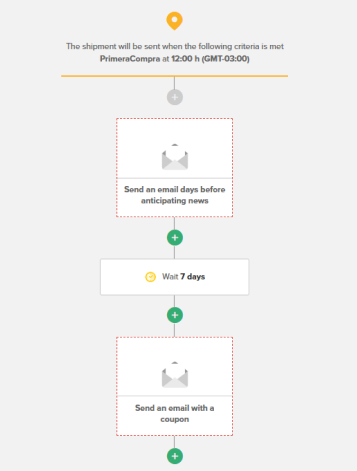 The shipment will be sent when the following criteria is met
PrimeraCompra at 12:00 h (GMT-03:00)
Send an email days before
anticipating news
Wait 7 days
Send an email with a
coupon